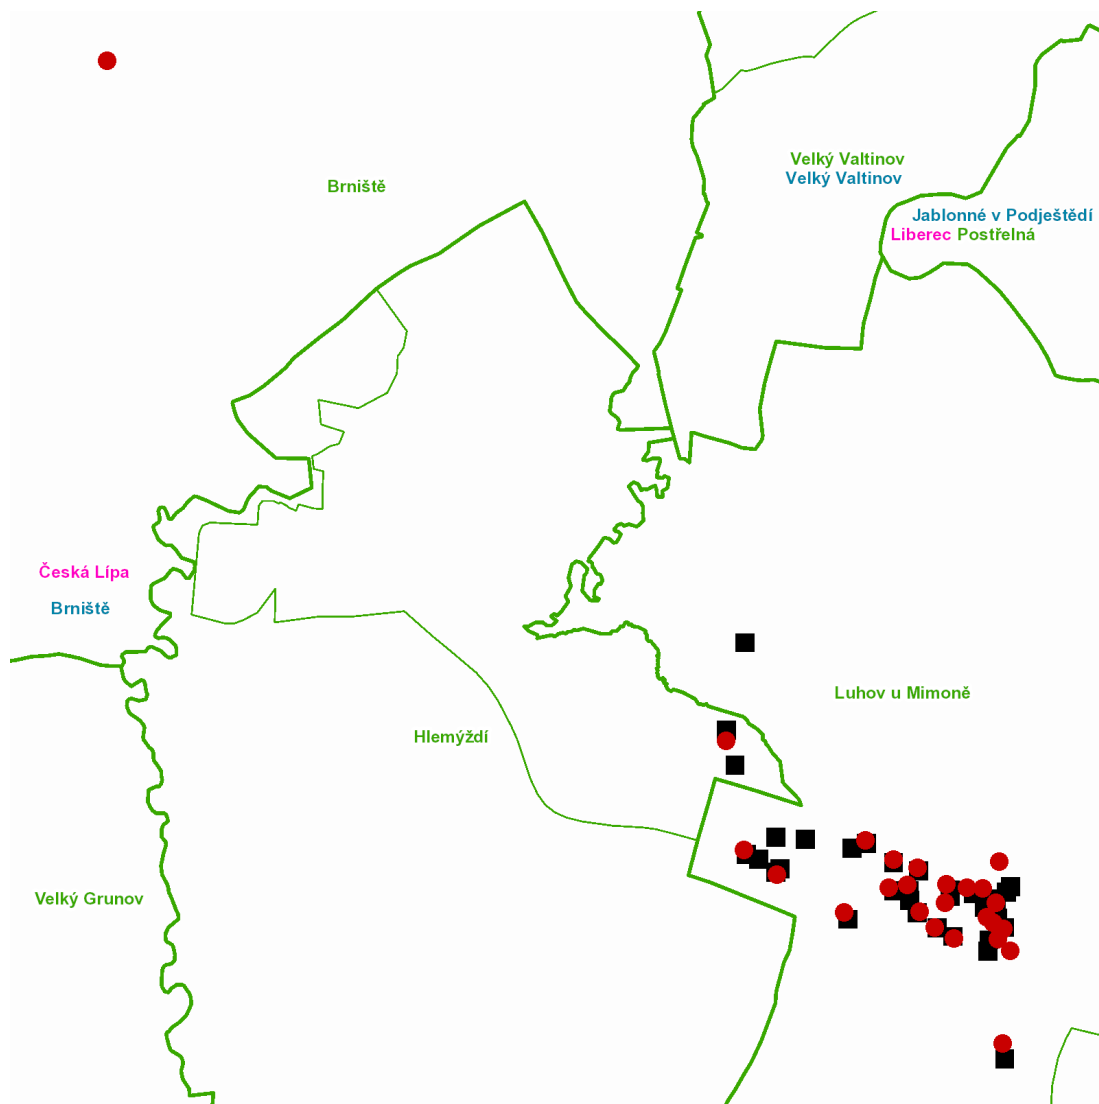 Velký Valtinov
Velký Valtinov
Brniště
Jablonné v Podještědí
Liberec Postřelná
Česká Lípa
Brniště
Luhov u Mimoně
Hlemýždí
Velký Grunov